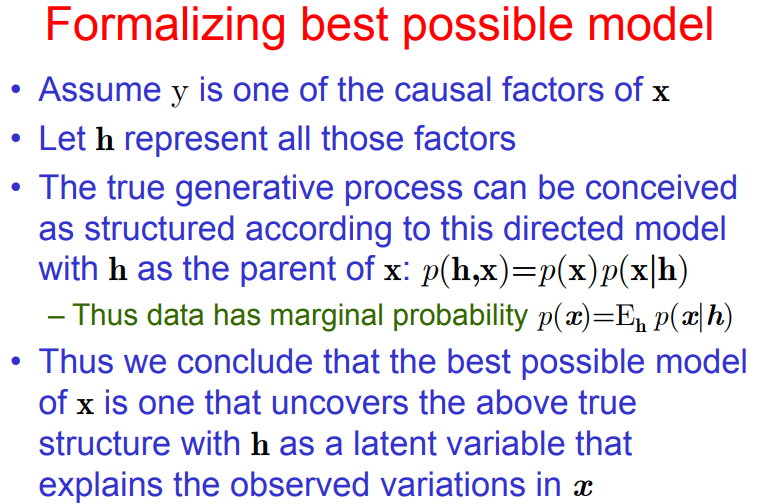 Formalizing best possible model
• Assume y is one of the causal factors of x
• Let h represent all those factors
• The true generative process can be conceived
as structured according to this directed model
with h as the parent of x: p(h,x)=p(x)p(x|h)
– Thus data has marginal probability p(x)=Eₕ p(x|h)
• Thus we conclude that the best possible model
of x is one that uncovers the above true
structure with h as a latent variable that
explains the observed variations in x